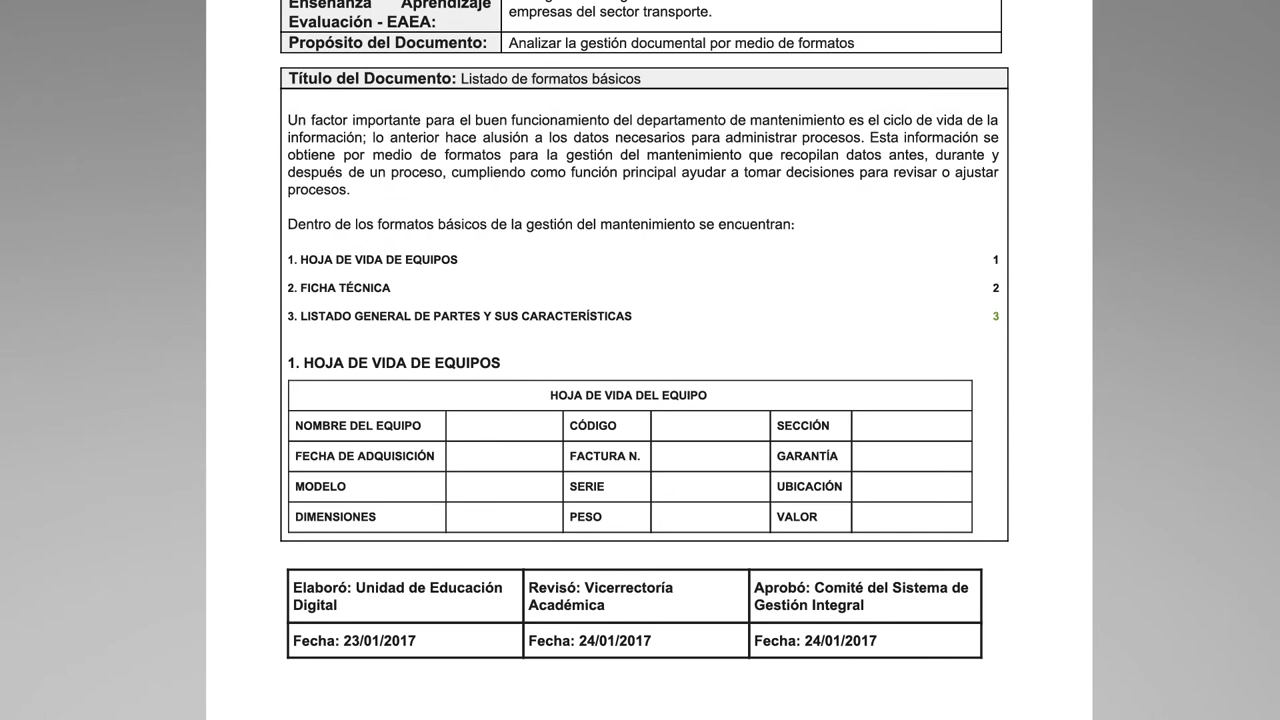 Enseñanza Aprendizaje
Evaluación - EAEA:
empresas del sector transporte.
Propósito del Documento: Analizar la gestión documental por medio de formatos
Título del Documento: Listado de formatos básicos
Un factor importante para el buen funcionamiento del departamento de mantenimiento es el ciclo de vida de la
información; lo anterior hace alusión a los datos necesarios para administrar procesos. Esta información se
obtiene por medio de formatos para la gestión del mantenimiento que recopilan datos antes, durante y
después de un proceso, cumpliendo como función principal ayudar a tomar decisiones para revisar o ajustar
procesos.
Dentro de los formatos básicos de la gestión del mantenimiento se encuentran:
1. HOJA DE VIDA DE EQUIPOS 1
2. FICHA TÉCNICA 2
3. LISTADO GENERAL DE PARTES Y SUS CARACTERÍSTICAS 3
1. HOJA DE VIDA DE EQUIPOS
HOJA DE VIDA DEL EQUIPO
NOMBRE DEL EQUIPO CÓDIGO SECCIÓN
FECHA DE ADQUISICIÓN FACTURA N. GARANTÍA
MODELO SERIE UBICACIÓN
DIMENSIONES PESO VALOR
Elaboró: Unidad de Educación
Digital
Revisó: Vicerrectoría
Académica
Aprobó: Comité del Sistema de
Gestión Integral
Fecha: 23/01/2017 Fecha: 24/01/2017 Fecha: 24/01/2017